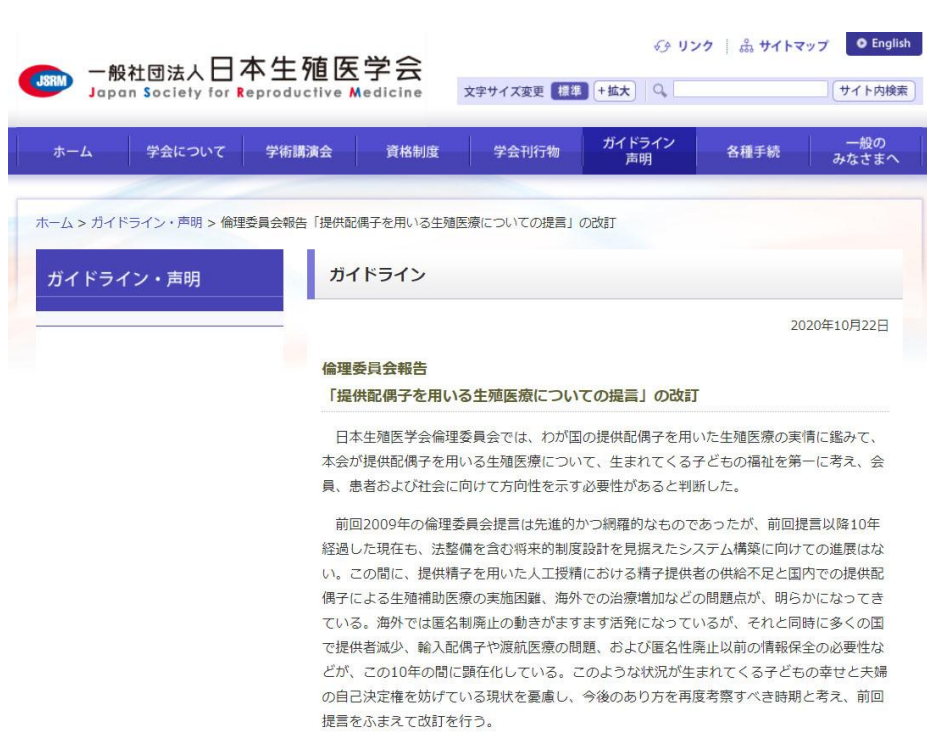 リンク
サイトマップ
English
JSRM
一般社団法人日本生殖医学会
Japan Society for Reproductive Medicine
文字サイズ変更 標準 +拡大
サイト内検索
ホーム
学会について
学術講演会
資格制度
学会刊行物
ガイドライン
声明
各種手続
一般の
みなさまへ
ホーム > ガイドライン・声明 > 倫理委員会報告「提供配偶子を用いる生殖医療についての提言」の改訂
ガイドライン・声明
ガイドライン
2020年10月22日
倫理委員会報告
「提供配偶子を用いる生殖医療についての提言」の改訂
日本生殖医学会倫理委員会では、わが国の提供配偶子を用いた生殖医療の実情に鑑みて、
本会が提供配偶子を用いる生殖医療について、生まれてくる子どもの福祉を第一に考え、会
員、患者および社会に向けて方向性を示す必要性があると判断した。
前回2009年の倫理委員会提言は先進的かつ網羅的なものであったが、前回提言以降10年
経過した現在も、法整備を含む将来的制度設計を見据えたシステム構築に向けての進展はな
い。この間に、提供精子を用いた人工授精における精子提供者の供給不足と国内での提供配
偶子による生殖補助医療の実施困難、海外での治療増加などの問題点が、明らかになってき
ている。海外では匿名制廃止の動きがますます活発になっているが、それと同時に多くの国
で提供者減少、輸入配偶子や渡航医療の問題、および匿名性廃止以前の情報保全の必要性な
どが、この10年の間に顕在化している。このような状況が生まれてくる子どもの幸せと夫婦
の自己決定権を妨げている現状を憂慮し、今後のあり方を再度考察すべき時期と考え、前回
提言をふまえて改訂を行う。